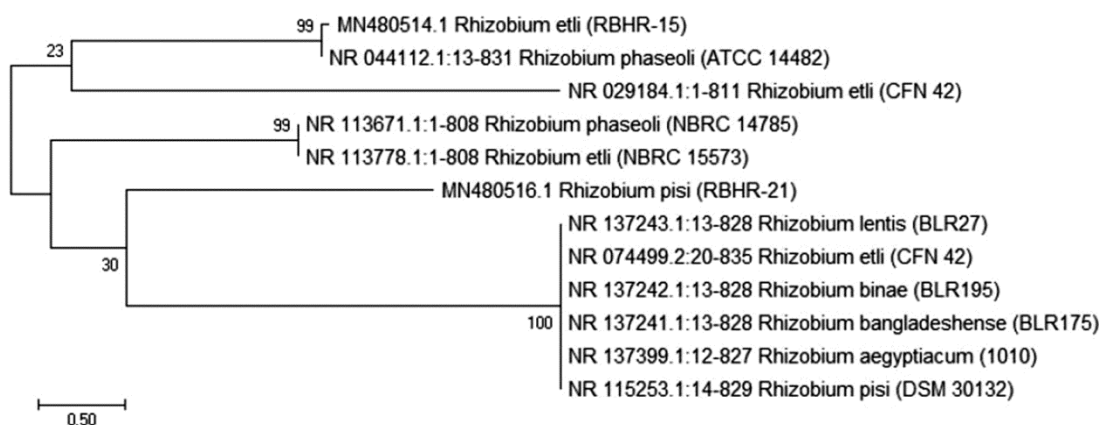 99 MN480514.1 Rhizobium etli (RBHR-15)
23
NR 044112.1:13-831 Rhizobium phaseoli (ATCC 14482)
NR 029184.1:1-811 Rhizobium etli (CFN 42)
99 NR 113671.1:1-808 Rhizobium phaseoli (NBRC 14785)
NR 113778.1:1-808 Rhizobium etli (NBRC 15573)
MN480516.1 Rhizobium pisi (RBHR-21)
NR 137243.1:13-828 Rhizobium lentis (BLR27)
NR 074499.2:20-835 Rhizobium etli (CFN 42)
30
NR 137242.1:13-828 Rhizobium binae (BLR195)
100 NR 137241.1:13-828 Rhizobium bangladeshense (BLR175)
NR 137399.1:12-827 Rhizobium aegyptiacum (1010)
NR 115253.1:14-829 Rhizobium pisi (DSM 30132)
0.50